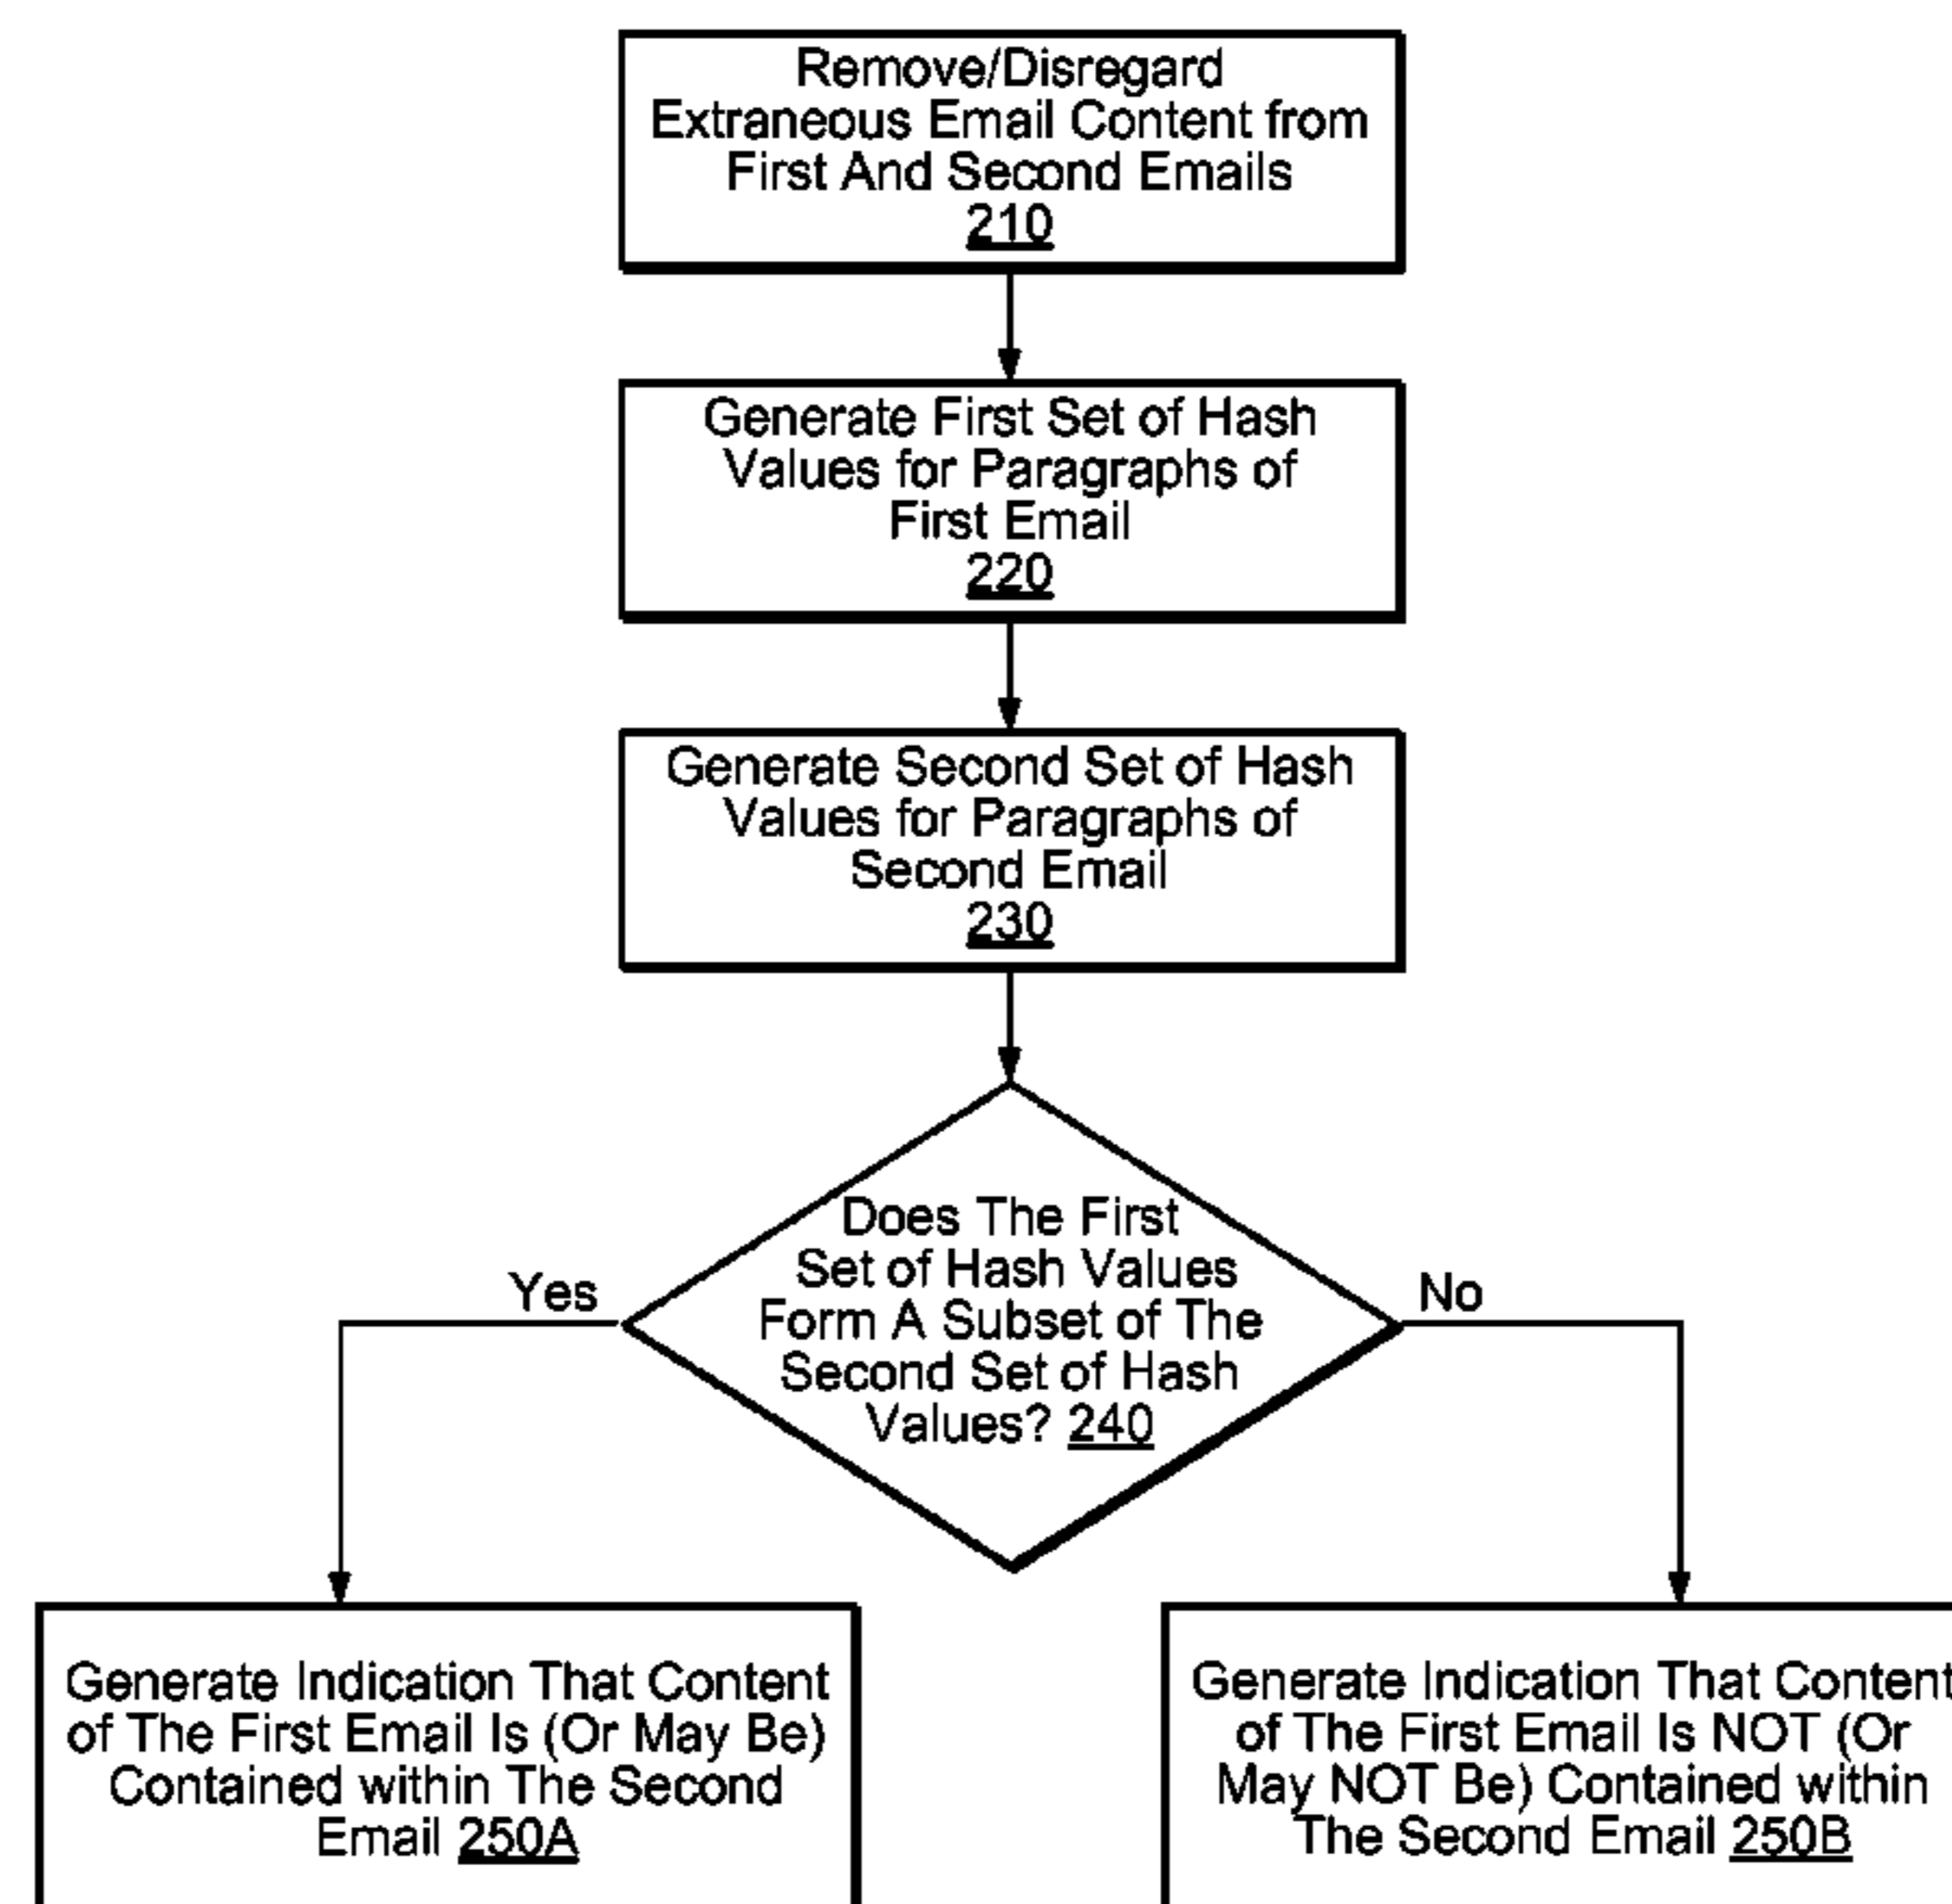 Remove/Disregard
Extraneous Email Content from
First And Second Emails
210
Generate First Set of Hash
Values for Paragraphs of
First Email
220
Generate Second Set of Hash
Values for Paragraphs of
Second Email
230
Does The First
Set of Hash Values
Form A Subset of The
Second Set of Hash
Values? 240
Yes
No
Generate Indication That Content
of The First Email Is (Or May Be)
Contained within The Second
Email 250A
Generate Indication That Content
of The First Email Is NOT (Or
May NOT Be) Contained within
The Second Email 250B